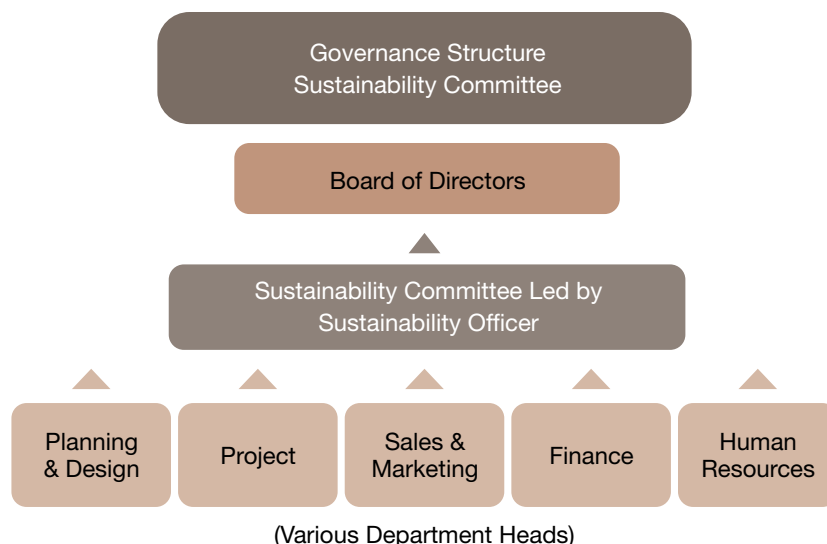 Governance Structure
Sustainability Committee
Board of Directors
Sustainability Committee Led by
Sustainability Officer
Planning
& Design
Project
Sales &
Marketing
Finance
Human
Resources
(Various Department Heads)